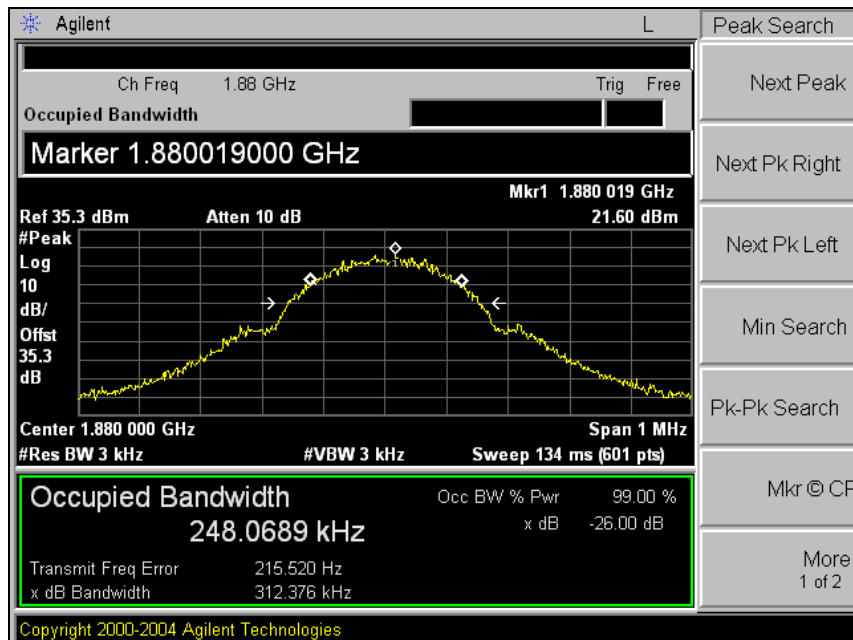 Agilent L Peak Search
Ch Freq 1.88 GHz Trig Free
Occupied Bandwidth
Marker 1.880019000 GHz
Mkr1 1.880 019 GHz
Ref 35.3 dBm Atten 10 dB 21.60 dBm
#Peak
Log
10
dB/
Offst
35.3
dB
1
Center 1.880 000 GHz Span 1 MHz
#Res BW 3 kHz #VBW 3 kHz Sweep 134 ms (601 pts)
Occupied Bandwidth
248.0689 kHz
Occ BW % Pwr 99.00 %
x dB -26.00 dB
Transmit Freq Error 215.520 Hz
x dB Bandwidth 312.376 kHz
Next Peak
Next Pk Right
Next Pk Left
Min Search
Pk-Pk Search
Mkr © CF
More
1 of 2
Copyright 2000-2004 Agilent Technologies